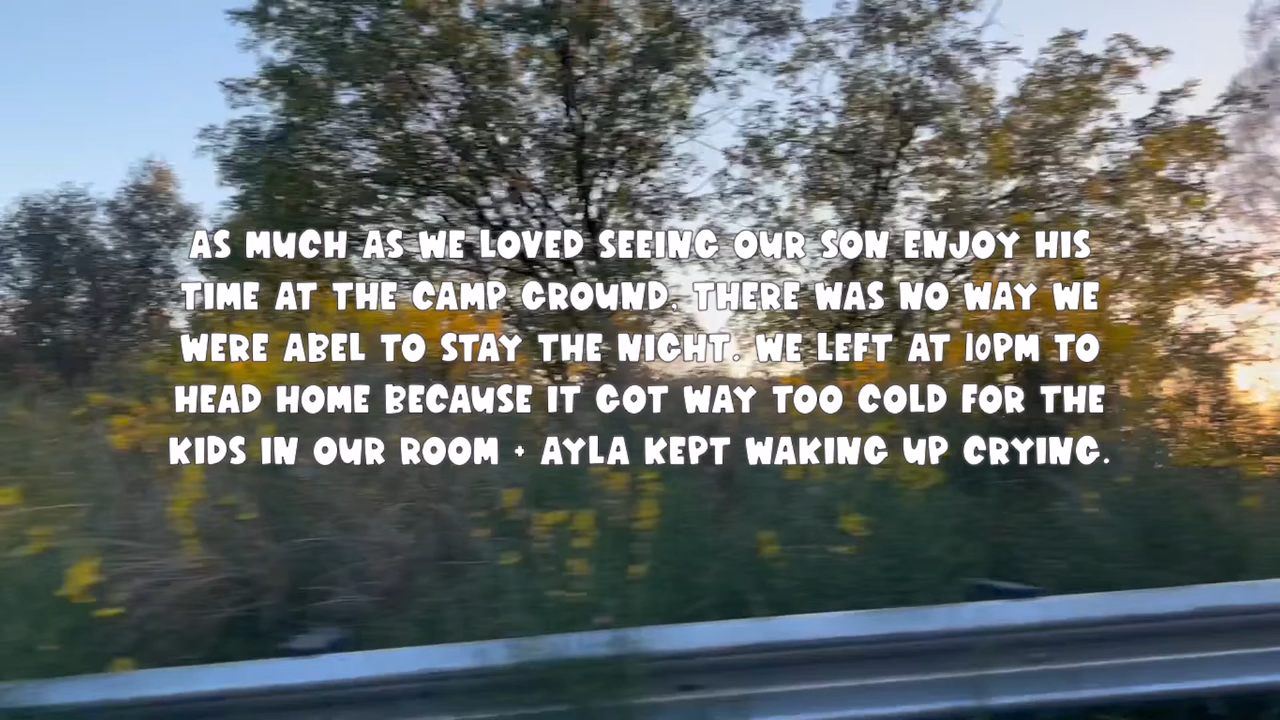 AS MUCH AS WE LOVED SEEING OUR SON ENJOY HIS
TIME AT THE CAMP GROUND, THERE WAS NO WAY WE
WERE ABEL TO STAY THE NIGHT. WE LEFT AT 10PM TO
HEAD HOME BECAUSE IT GOT WAY TOO COLD FOR THE
KIDS IN OUR ROOM + AYLA KEPT WAKING UP CRYING.